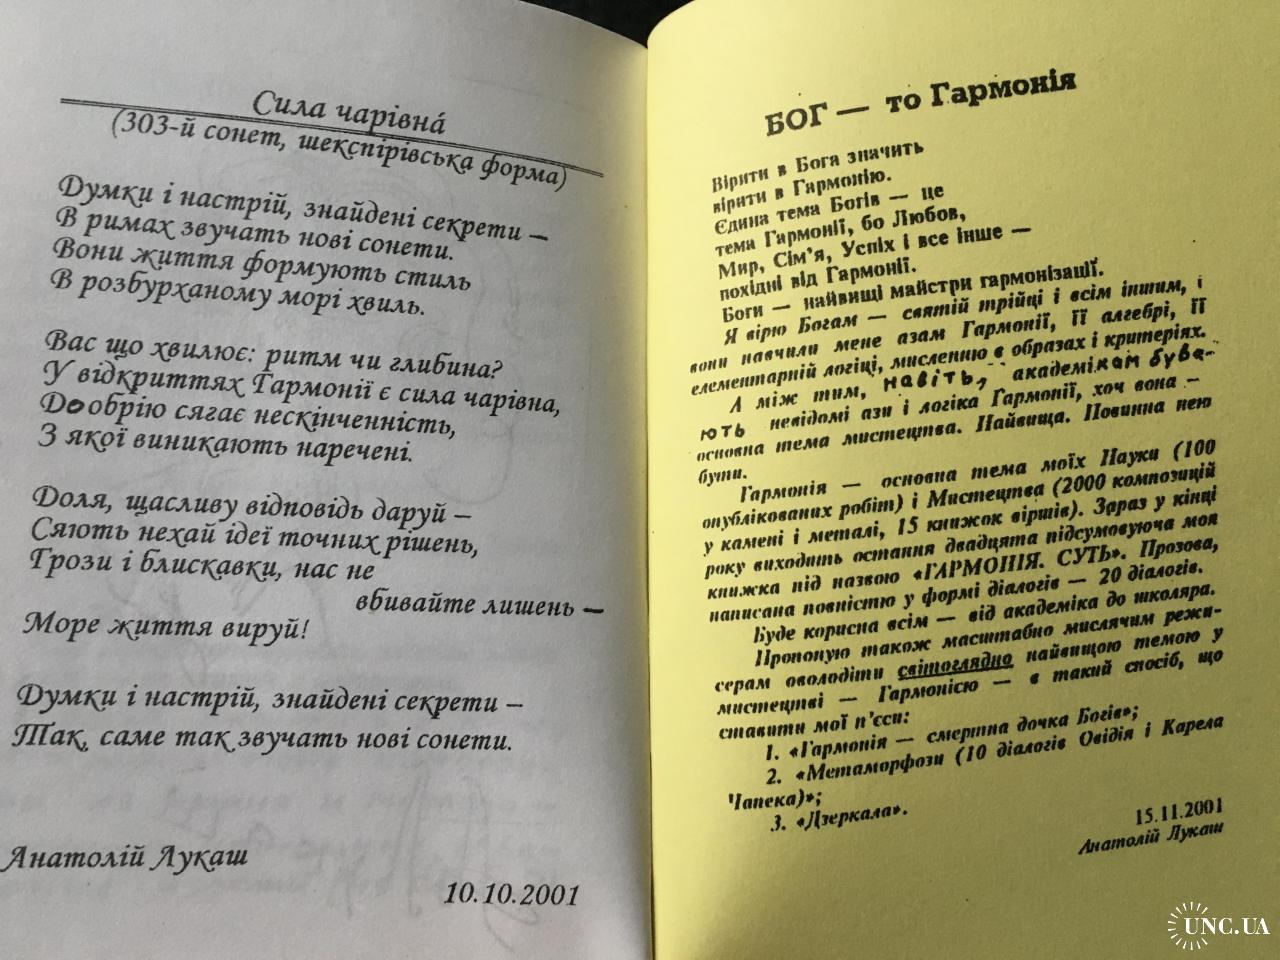 Сила чарівна́
(303-й сонет, шекспірівська форма)
Думки і настрій, знайдені секрети –
В римах звучать нові сонети.
Вони життя формують стиль
В розбурханому морі хвиль.
Вас що хвилює: ритм чи глибина?
У відкриттях Гармонії є сила чарівна,
До обрію сягає нескінченність,
З якої виникають наречені.
Доля, щасливу відповідь даруй –
Сяють нехай ідеї точних рішень,
Грози і блискавки, нас не
вбивайте лишень –
Море життя вируй!
Думки і настрій, знайдені секрети –
Так, саме так звучать нові сонети.
Анатолій Лукаш
10.10.2001
БОГ — то Гармонія
Вірити в Бога значить
вірити в Гармонію.
Єдина тема Богів — це
тема Гармонії, бо Любов,
Мир, Сім'я, Успіх і все інше —
похідні від Гармонії.
Боги — найвищі майстри гармонізації.
Я вірю Богам — святій трійці і всім іншим, і
вони навчили мене азам Гармонії, її алгебрі, її
елементарній логіці, мисленню в образах і критеріях.
А між тим, навіть, академікам бува-
ють невідомі ази і логіка Гармонії, хоч вона –
основна тема мистецтва. Найвища. Повинна нею
бути.
Гармонія — основна тема моїх Науки (100
опублікованих робіт) і Мистецтва (2000 композицій
у камені і металі, 15 книжок віршів). Зараз у кінці
року виходить остання двадцята підсумовуюча моя
книжка під назвою «ГАРМОНІЯ. СУТЬ». Прозова,
написана повністю у формі діалогів — 20 діалогів.
Буде корисна всім — від академіка до школяра.
Пропоную також масштабно мислячим режи-
серам оволодіти світоглядно найвищою темою у
мистецтві — Гармонією — в такий спосіб, що
ставити мої п'єси:
1. «Гармонія — смертна дочка Богів»;
2. «Метаморфози (10 діалогів Овідія і Карела
Чапека)»;
3. «Дзеркала».
15.11.2001
Анатолій Лукаш
UNC.UA